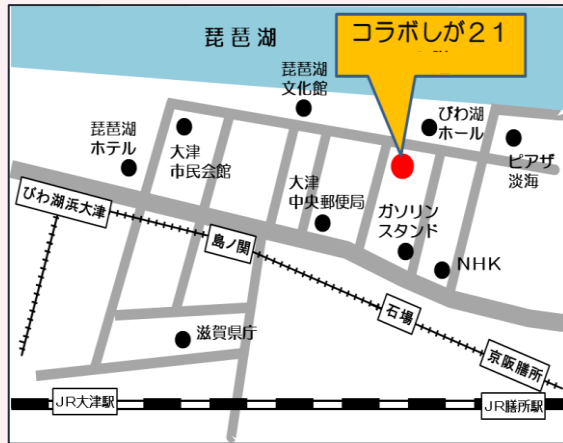 琵琶湖
コラボしが２１
琵琶湖
文化館
びわ湖
ホール
琵琶湖
ホテル
大津
市民会館
ピアザ
淡海
大津
中央郵便局
ガソリン
スタンド
びわ湖浜大津
島ノ関
NHK
石場
滋賀県庁
京阪膳所
JR大津駅
JR膳所駅